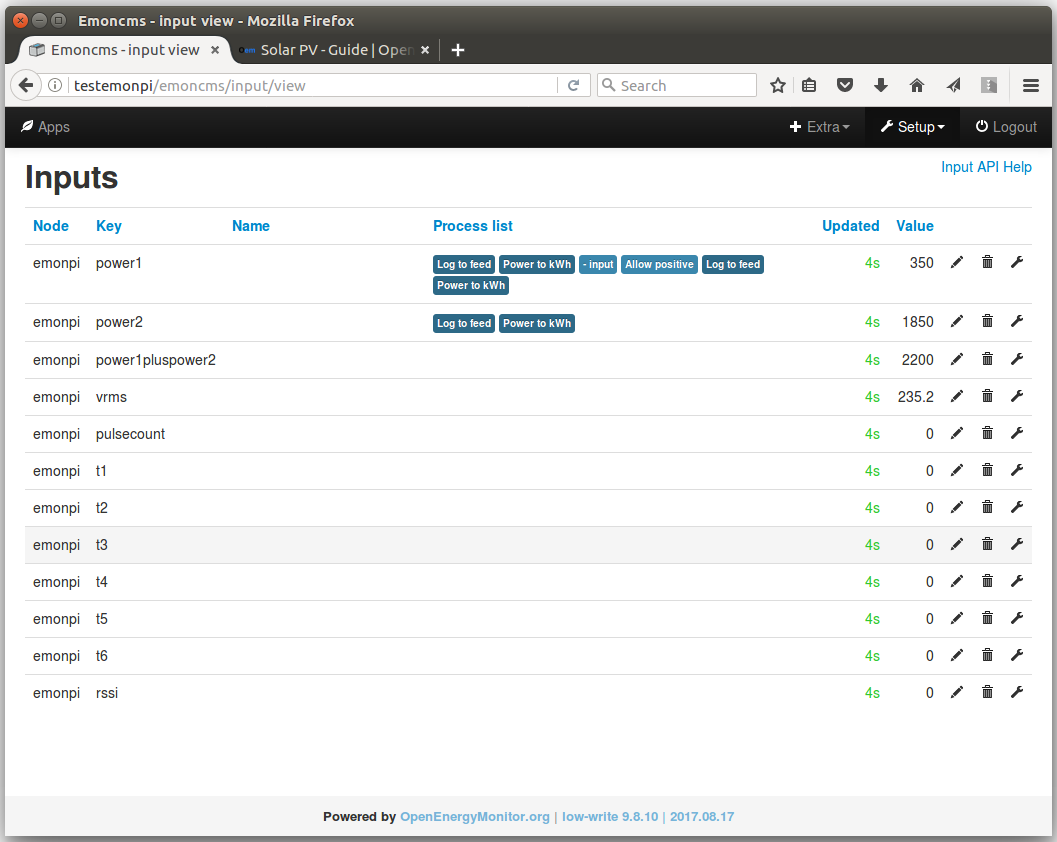 Emoncms - input view - Mozilla Firefox
Emoncms - input view Solar PV - Guide | Open
testemonpi/emoncms/input/view Search
Apps Extra Setup Logout
Inputs Input API Help
Node Key Name Process list Updated Value
emonpi power1 Log to feed Power to kWh - input Allow positive Log to feed 4s 350
Power to kWh
emonpi power2 Log to feed Power to kWh 4s 1850
emonpi power1pluspower2 4s 2200
emonpi vrms 4s 235.2
emonpi pulsecount 4s 0
emonpi t1 4s 0
emonpi t2 4s 0
emonpi t3 4s 0
emonpi t4 4s 0
emonpi t5 4s 0
emonpi t6 4s 0
emonpi rssi 4s 0
Powered by OpenEnergyMonitor.org | low-write 9.8.10 | 2017.08.17